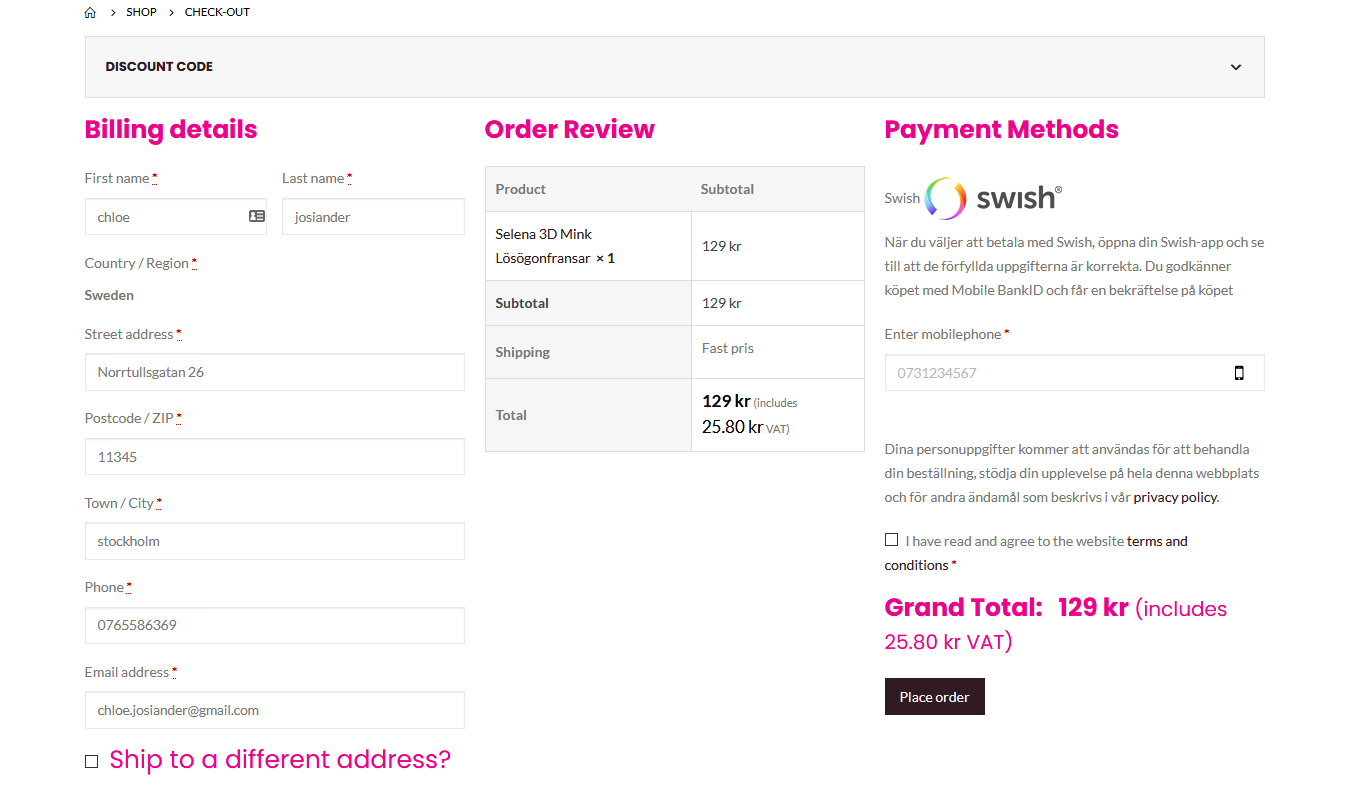 SHOP > CHECK-OUT
DISCOUNT CODE
Billing details
First name *
Last name *
chloe
josiander
Country / Region *
Sweden
Street address *
Norrtullsgatan 26
Postcode / ZIP *
11345
Town / City *
stockholm
Phone *
0765586369
Email address *
chloe.josiander@gmail.com
Ship to a different address?
Order Review
Product Subtotal
Selena 3D Mink
Lösögonfransar × 1
129 kr
Subtotal 129 kr
Shipping Fast pris
Total
129 kr (includes
25.80 kr VAT)
Payment Methods
Swish swish®
När du väljer att betala med Swish, öppna din Swish-app och se
till att de förfyllda uppgifterna är korrekta. Du godkänner
köpet med Mobile BankID och får en bekräftelse på köpet
Enter mobilephone *
0731234567
Dina personuppgifter kommer att användas för att behandla
din beställning, stödja din upplevelse på hela denna webbplats
och för andra ändamål som beskrivs i vår privacy policy.
I have read and agree to the website terms and
conditions *
Grand Total: 129 kr (includes
25.80 kr VAT)
Place order